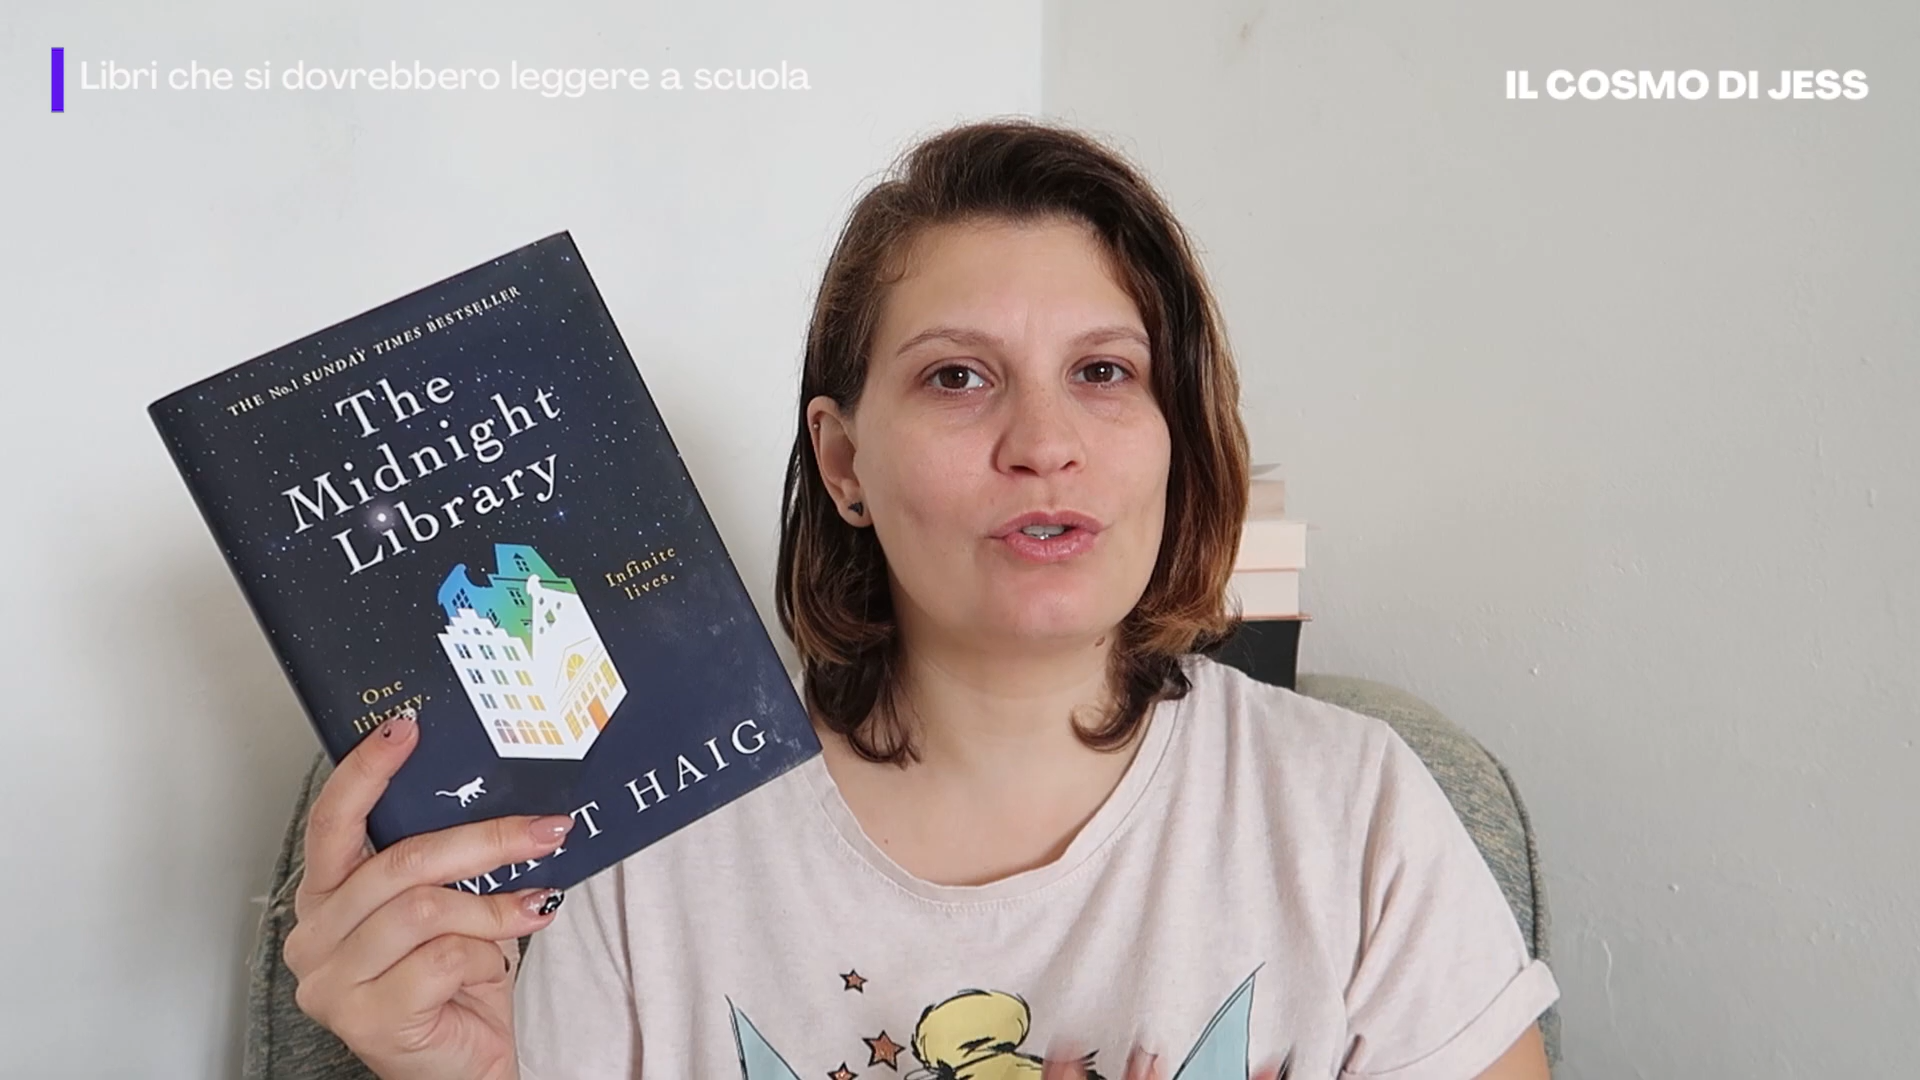 Libri che si dovrebbero leggere a scuola
IL COSMO DI JESS
THE No.1 SUNDAY TIMES BESTSELLER
The
Midnight
Library
Infinite
lives.
One
library.
MATT HAIG